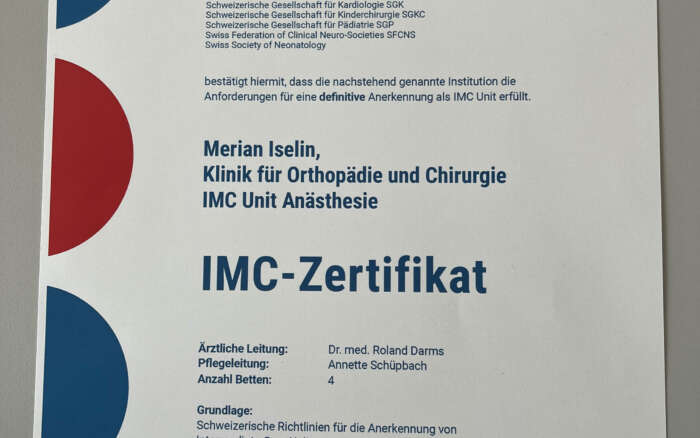 Schweizerische Gesellschaft für Kardiologie SGK
Schweizerische Gesellschaft für Kinderchirurgie SGKC
Schweizerische Gesellschaft für Pädiatrie SGP
Swiss Federation of Clinical Neuro-Societies SFCNS
Swiss Society of Neonatology
bestätigt hiermit, dass die nachstehend genannte Institution die
Anforderungen für eine definitive Anerkennung als IMC Unit erfüllt.
Merian Iselin,
Klinik für Orthopädie und Chirurgie
IMC Unit Anästhesie
IMC-Zertifikat
Ärztliche Leitung: Dr. med. Roland Darms
Pflegeleitung: Annette Schüpbach
Anzahl Betten: 4
Grundlage:
Schweizerische Richtlinien für die Anerkennung von